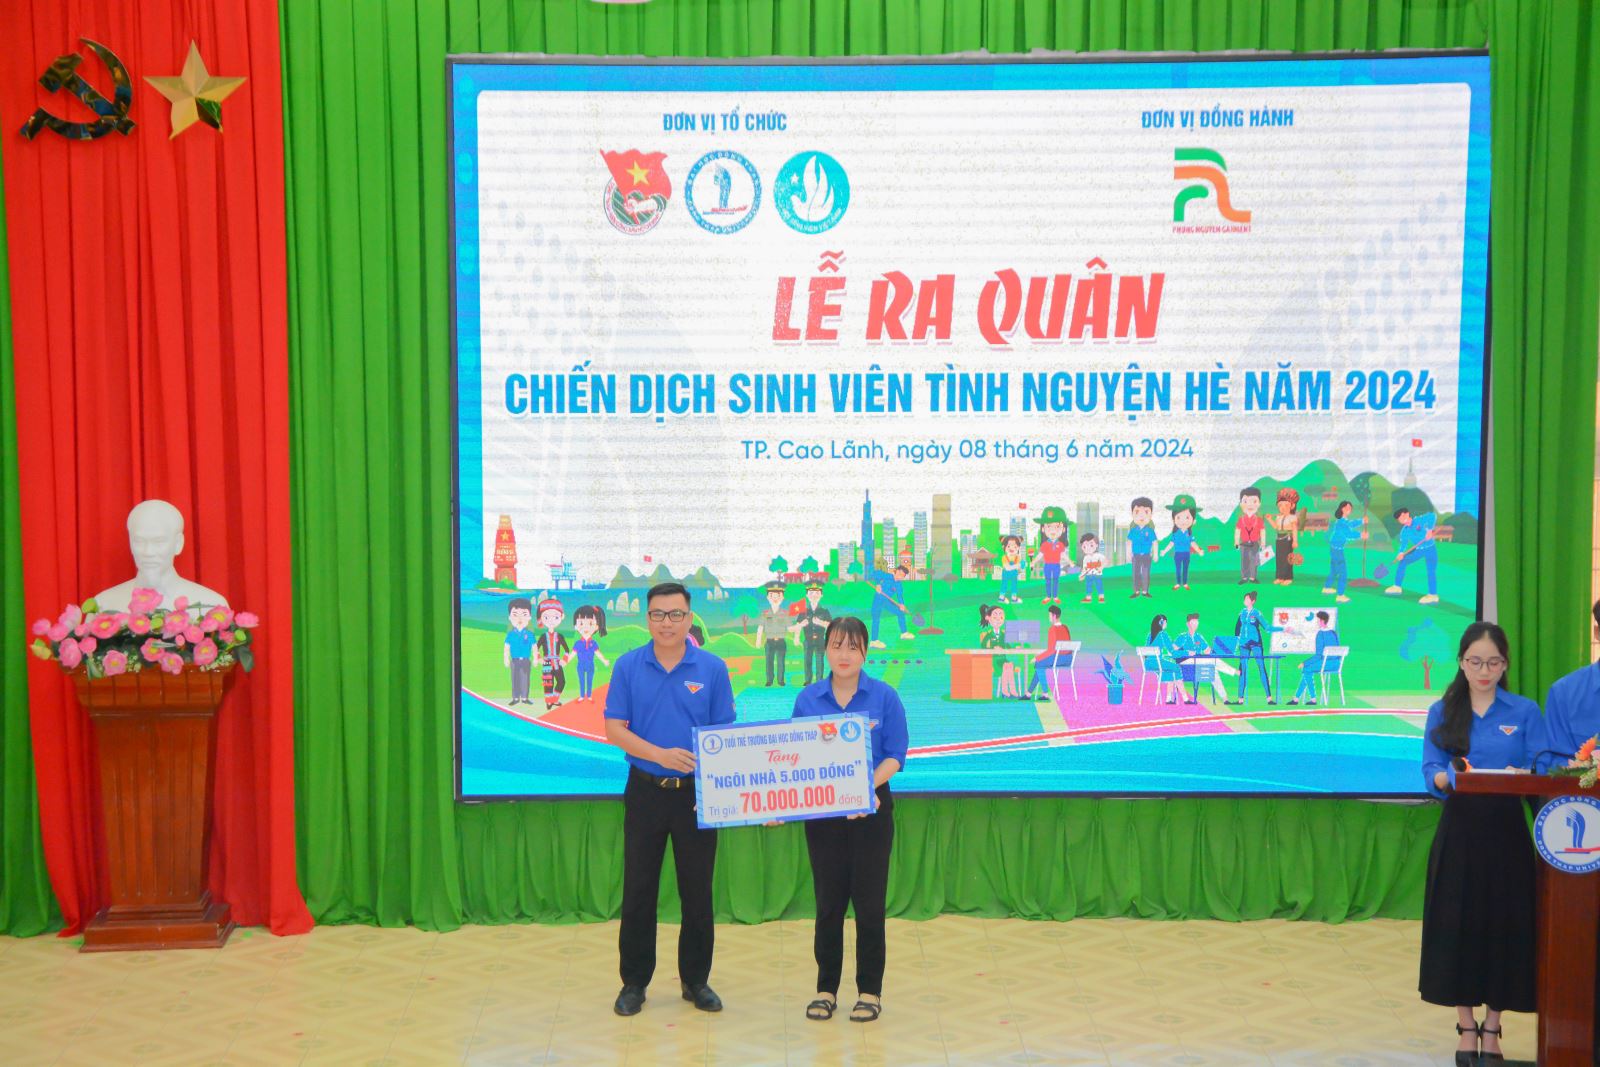 ĐƠN VỊ TỔ CHỨC
ĐƠN VỊ ĐỒNG HÀNH
PHUNG NGUYEN GARMENT
LỄ RA QUÂN
CHIẾN DỊCH SINH VIÊN TÌNH NGUYỆN HÈ NĂM 2024
TP. Cao Lãnh, ngày 08 tháng 6 năm 2024
TUỔI TRẺ TRƯỜNG ĐẠI HỌC ĐỒNG THÁP
Tặng
"NGÔI NHÀ 5.000 ĐỒNG"
Trị giá: 70.000.000 đồng